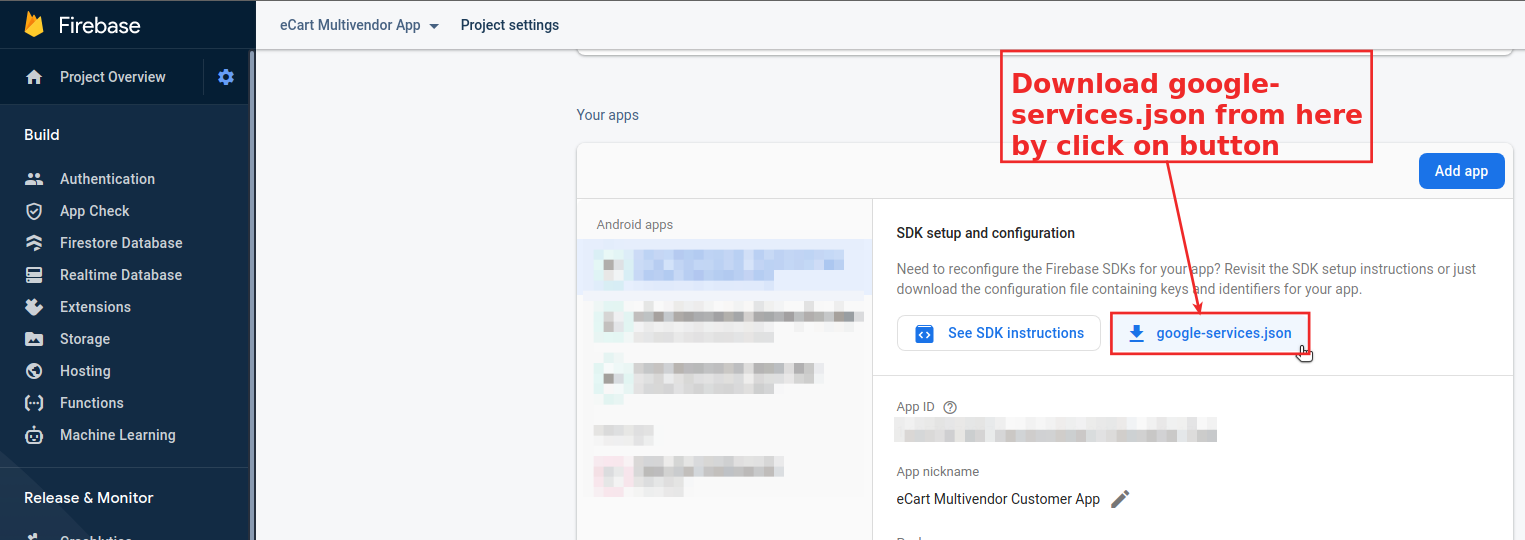 Firebase
eCart Multivendor App
Project settings
Project Overview
Build
Authentication
App Check
Firestore Database
Realtime Database
Extensions
Storage
Hosting
Functions
Machine Learning
Release & Monitor
Your apps
Download google-
services.json from here
by click on button
Add app
Android apps
SDK setup and configuration
Need to reconfigure the Firebase SDKs for your app? Revisit the SDK setup instructions or just
download the configuration file containing keys and identifiers for your app.
See SDK instructions
google-services.json
App ID
App nickname
eCart Multivendor Customer App